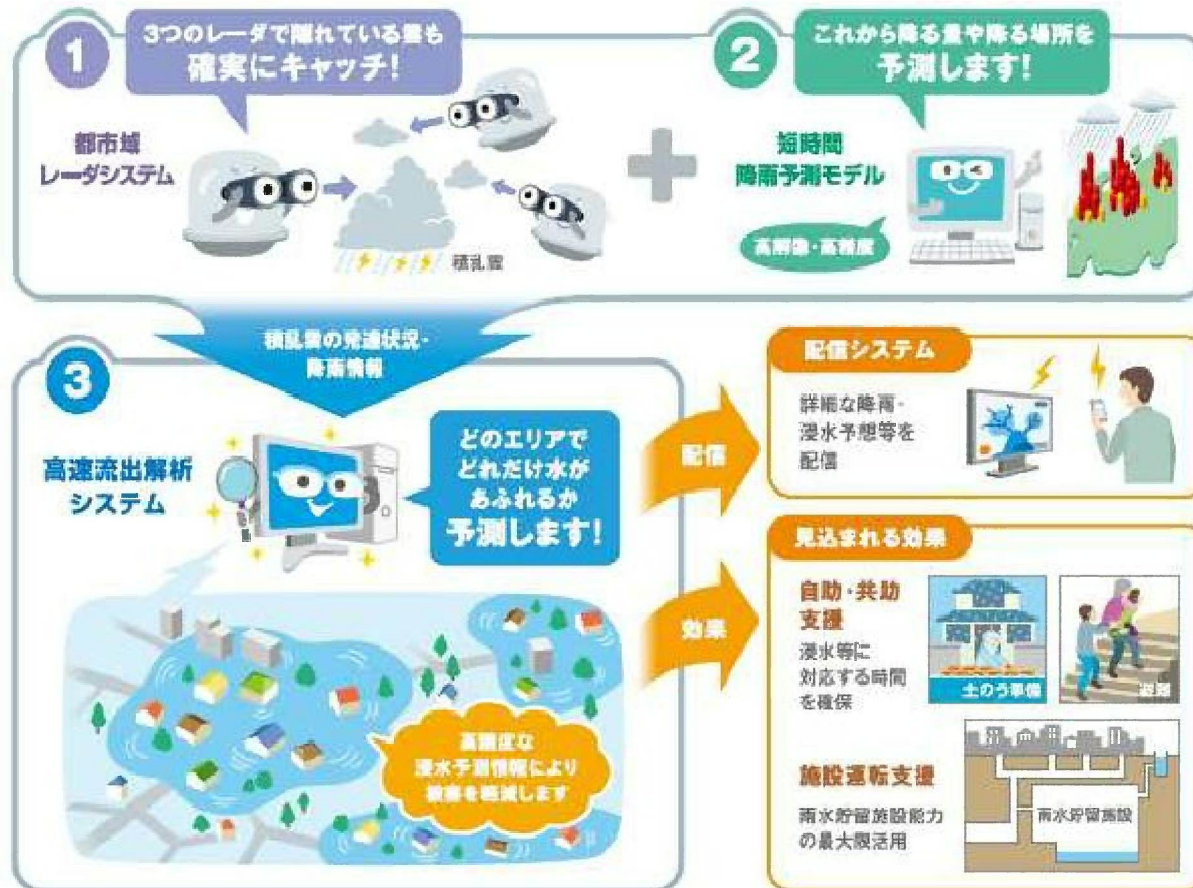 1
3つのレーダで隠れている雲も
確実にキャッチ!
都市域
レーダシステム
積乱雲
2
これから降る量や降る場所を
予測します!
短時間
降雨予測モデル
高解像・高精度
積乱雲の発達状況・
降雨情報
3
高速流出解析
システム
どのエリアで
どれだけ水が
あふれるか
予測します!
高精度な
浸水予測情報により
被害を軽減します
配信
配信システム
詳細な降雨・
浸水予想等を
配信
効果
見込まれる効果
自助・共助
支援
浸水等に
対応する時間
を確保
土のう準備
避難
施設運転支援
雨水貯留施設能力
の最大限活用
雨水貯留施設